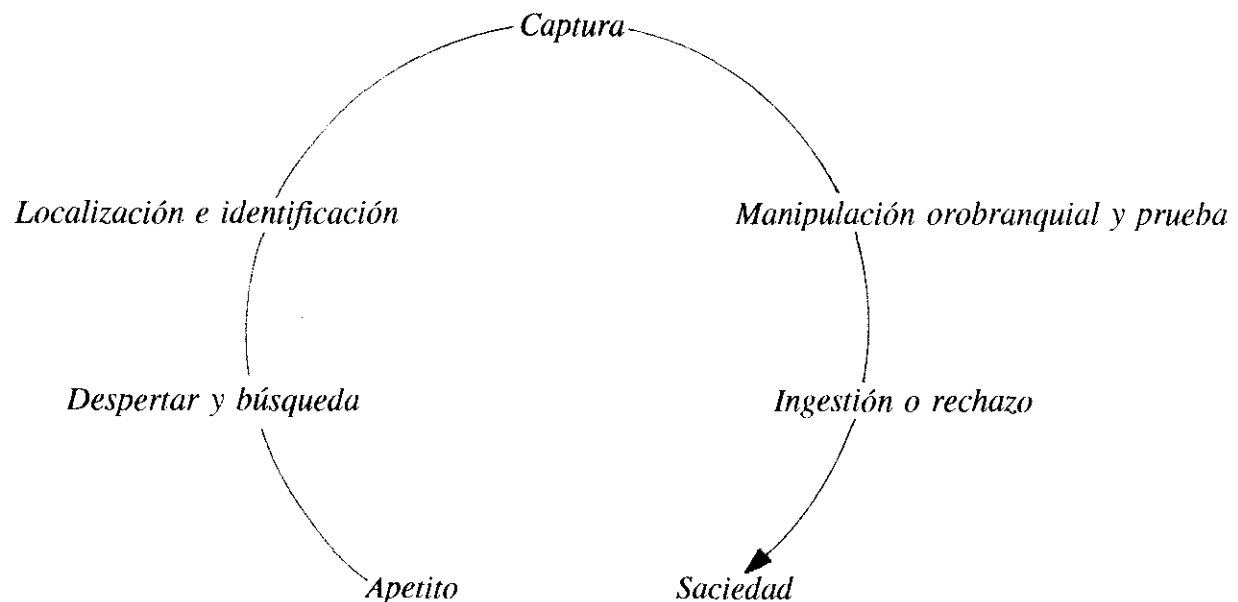 Captura
Localización e identificación
Manipulación orobranquial y prueba
Despertar y búsqueda
Ingestión o rechazo
Apetito
Saciedad